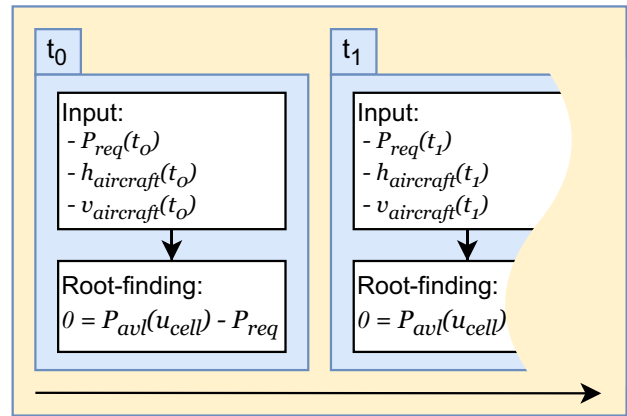 t0
Input:
- Preq(t0)
- haircraft(t0)
- vaircraft(t0)
Root-finding:
0 = Pavl(ucell) - Preq
t1
Input:
- Preq(t1)
- haircraft(t1)
- vaircraft(t1)
Root-finding:
0 = Pavl(ucell)